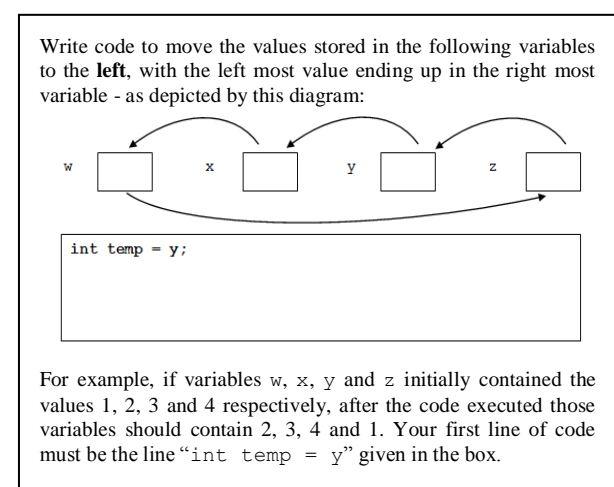 Write code to move the values stored in the following variables
to the left, with the left most value ending up in the right most
variable - as depicted by this diagram:
w x y z
int temp = y;
For example, if variables w, x, y and z initially contained the
values 1, 2, 3 and 4 respectively, after the code executed those
variables should contain 2, 3, 4 and 1. Your first line of code
must be the line “int temp = y” given in the box.